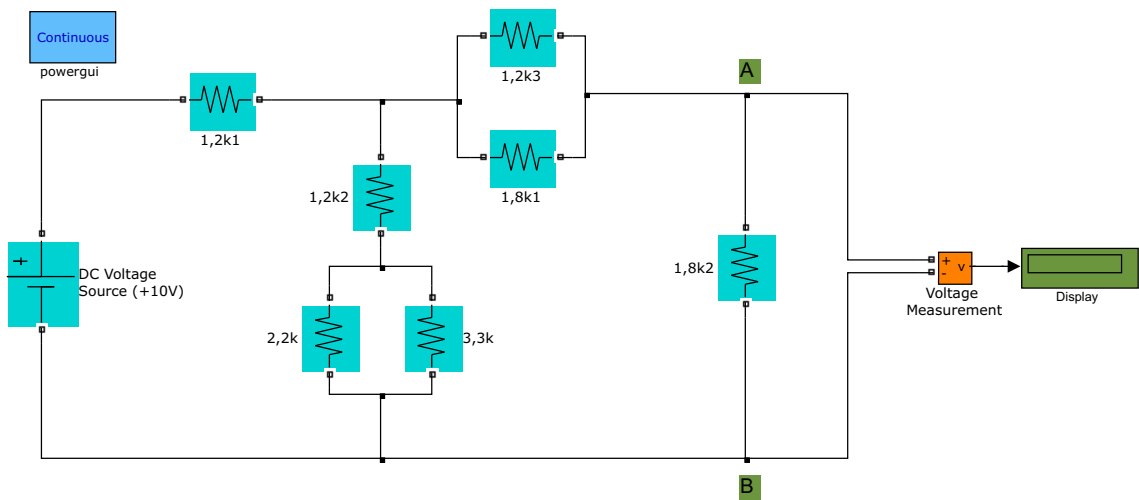 Continuous
powergui
1,2k3
A
1,2k1
1,8k1
1,2k2
+
DC Voltage
Source (+10V)
1,8k2
+
-
v
Voltage
Measurement
Display
2,2k
3,3k
B